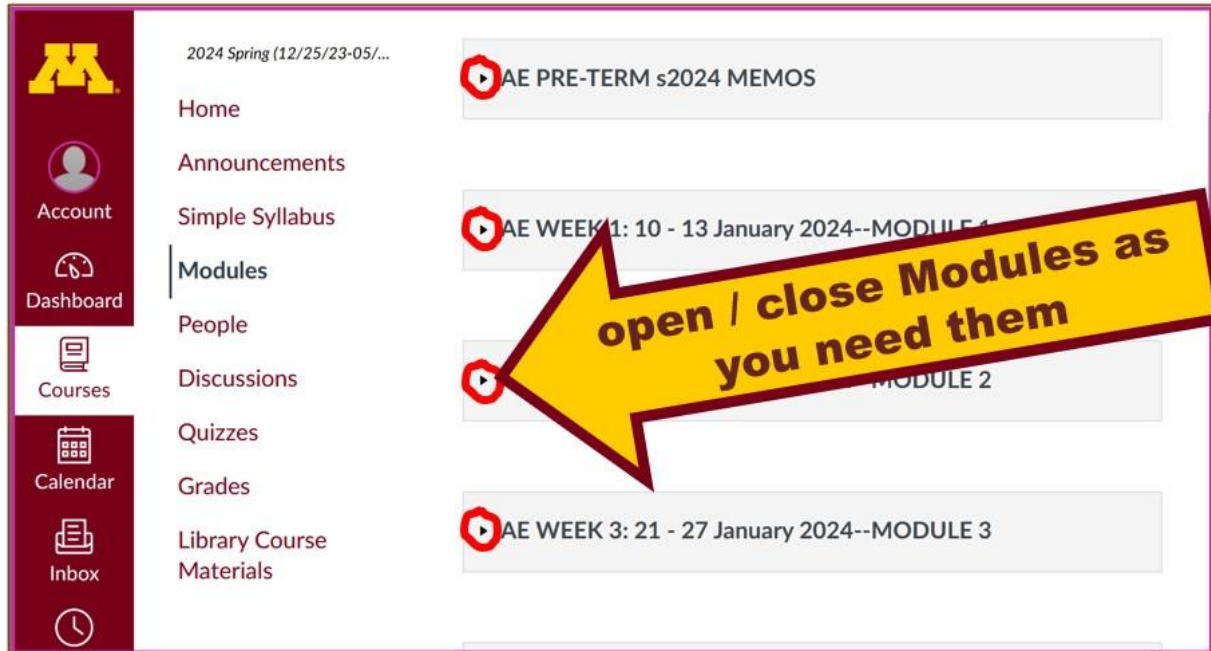 M
2024 Spring (12/25/23-05/...
Account
Dashboard
Courses
Calendar
Inbox
Home
Announcements
Simple Syllabus
Modules
People
Discussions
Quizzes
Grades
Library Course
Materials
AE PRE-TERM s2024 MEMOS
AE WEEK 1: 10 - 13 January 2024--MODULE 1
open / close Modules as
you need them
MODULE 2
AE WEEK 3: 21 - 27 January 2024--MODULE 3